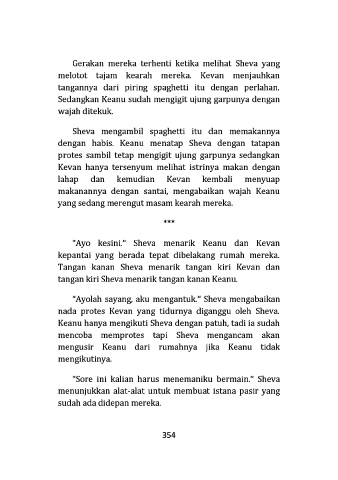 Gerakan mereka terhenti ketika melihat Sheva yang
melotot tajam kearah mereka. Kevan menjauhkan
tangannya dari piring spaghetti itu dengan perlahan.
Sedangkan Keanu sudah mengigit ujung garpunya dengan
wajah ditekuk.
Sheva mengambil spaghetti itu dan memakannya
dengan habis. Keanu menatap Sheva dengan tatapan
protes sambil tetap mengigit ujung garpunya sedangkan
Kevan hanya tersenyum melihat istrinya makan dengan
lahap dan kemudian Kevan kembali menyuap
makanannya dengan santai, mengabaikan wajah Keanu
yang sedang merengut masam kearah mereka.
***
"Ayo kesini." Sheva menarik Keanu dan Kevan
kepantai yang berada tepat dibelakang rumah mereka.
Tangan kanan Sheva menarik tangan kiri Kevan dan
tangan kiri Sheva menarik tangan kanan Keanu.
"Ayolah sayang, aku mengantuk." Sheva mengabaikan
nada protes Kevan yang tidurnya diganggu oleh Sheva.
Keanu hanya mengikuti Sheva dengan patuh, tadi ia sudah
mencoba memprotes tapi Sheva mengancam akan
mengusir Keanu dari rumahnya jika Keanu tidak
mengikutinya.
"Sore ini kalian harus menemaniku bermain." Sheva
menunjukkan alat-alat untuk membuat istana pasir yang
sudah ada didepan mereka.
354